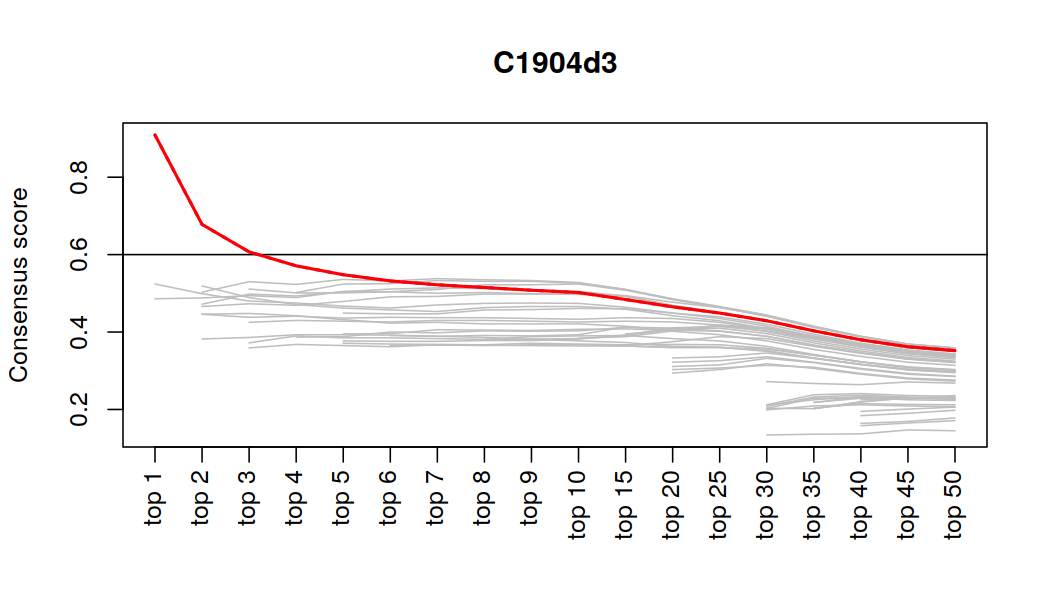 C1904d3
Consensus score
0.8
0.6
0.4
0.2
top 1
top 2
top 3
top 4
top 5
top 6
top 7
top 8
top 9
top 10
top 15
top 20
top 25
top 30
top 35
top 40
top 45
top 50